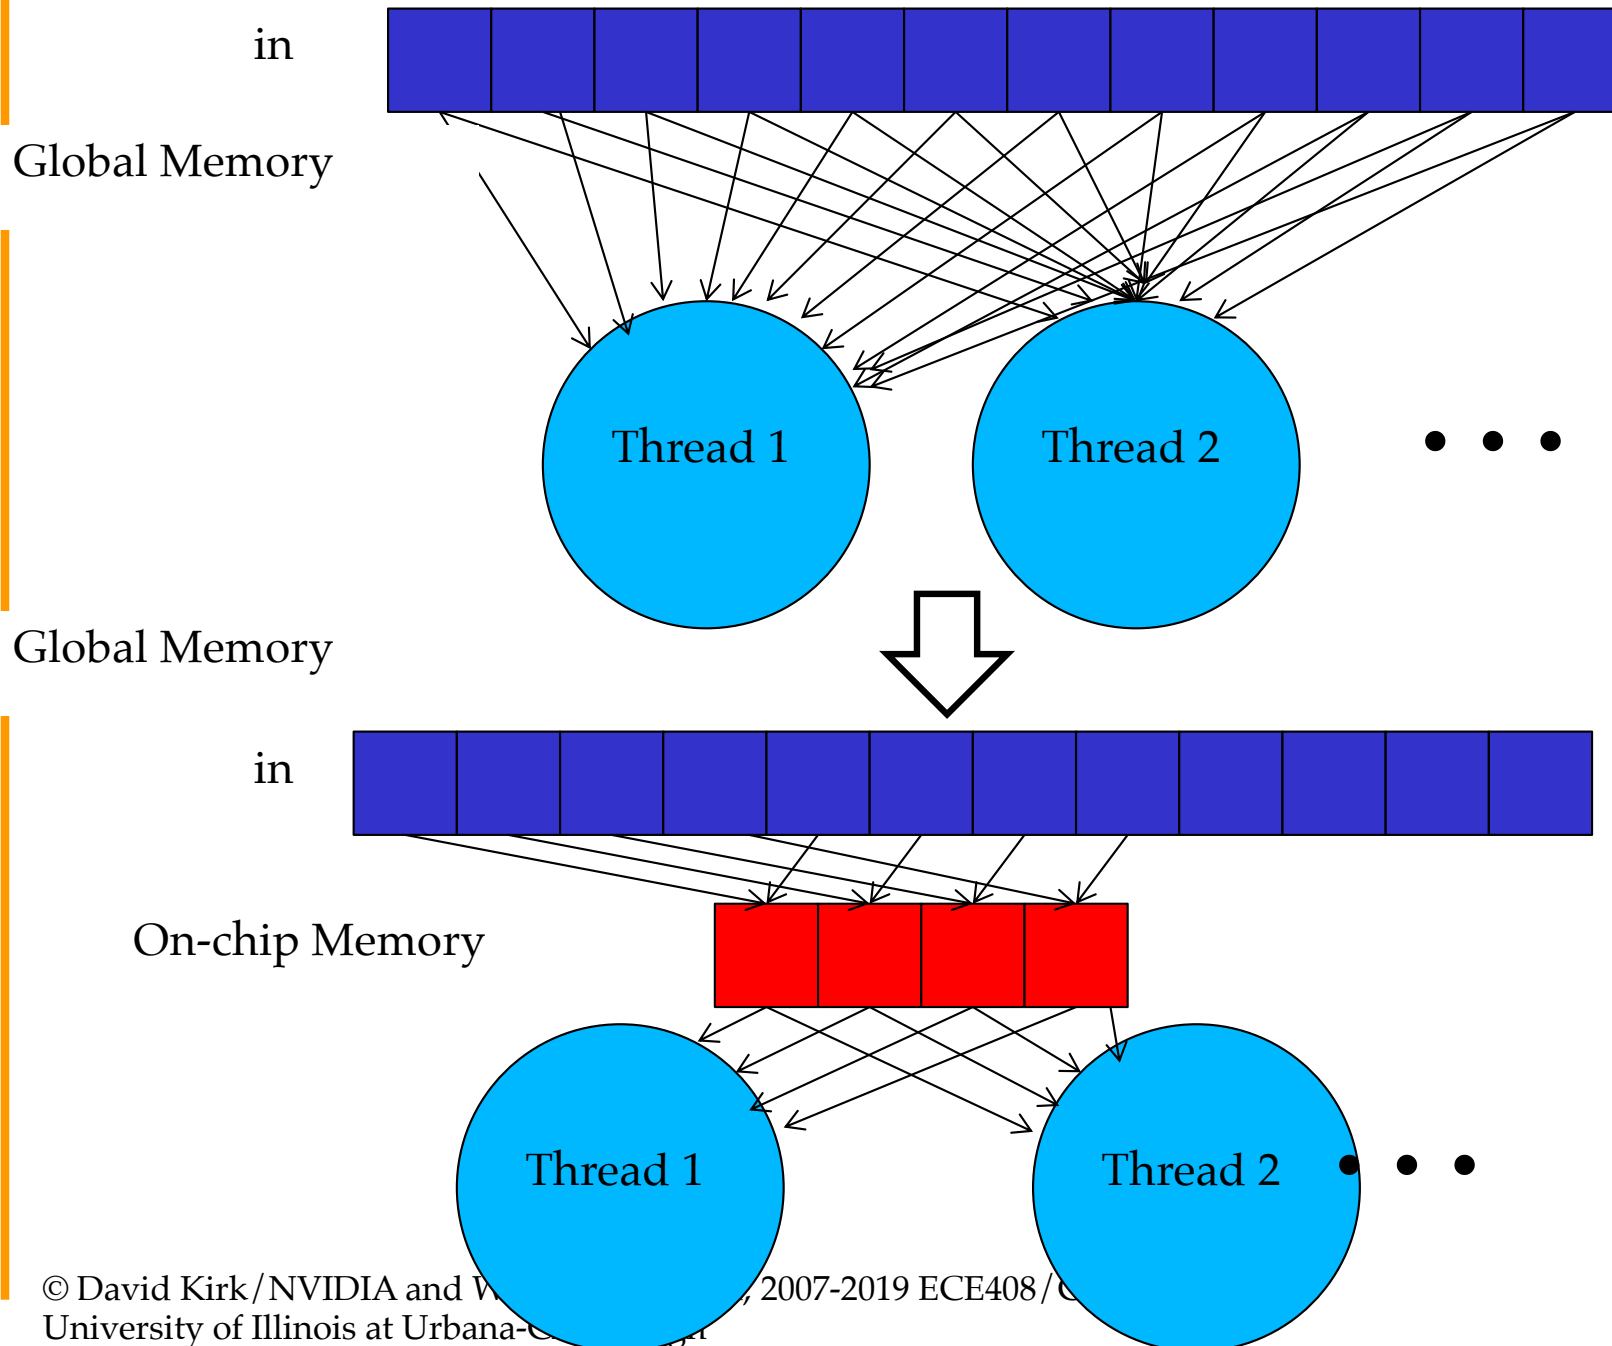 in
Global Memory
Thread 1
Thread 2
• • •
Global Memory
in
On-chip Memory
Thread 1
Thread 2
• • •
© David Kirk/NVIDIA and 2007-2019 ECE408/
University of Illinois at